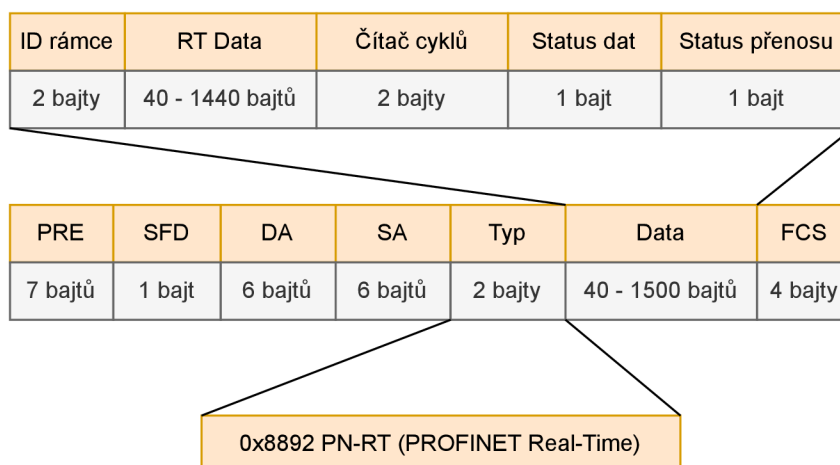 ID rámce RT Data Čítač cyklů Status dat Status přenosu
2 bajty 40 - 1440 bajtů 2 bajty 1 bajt 1 bajt
PRE SFD DA SA Typ Data FCS
7 bajtů 1 bajt 6 bajtů 6 bajtů 2 bajty 40 - 1500 bajtů 4 bajty
0x8892 PN-RT (PROFINET Real-Time)